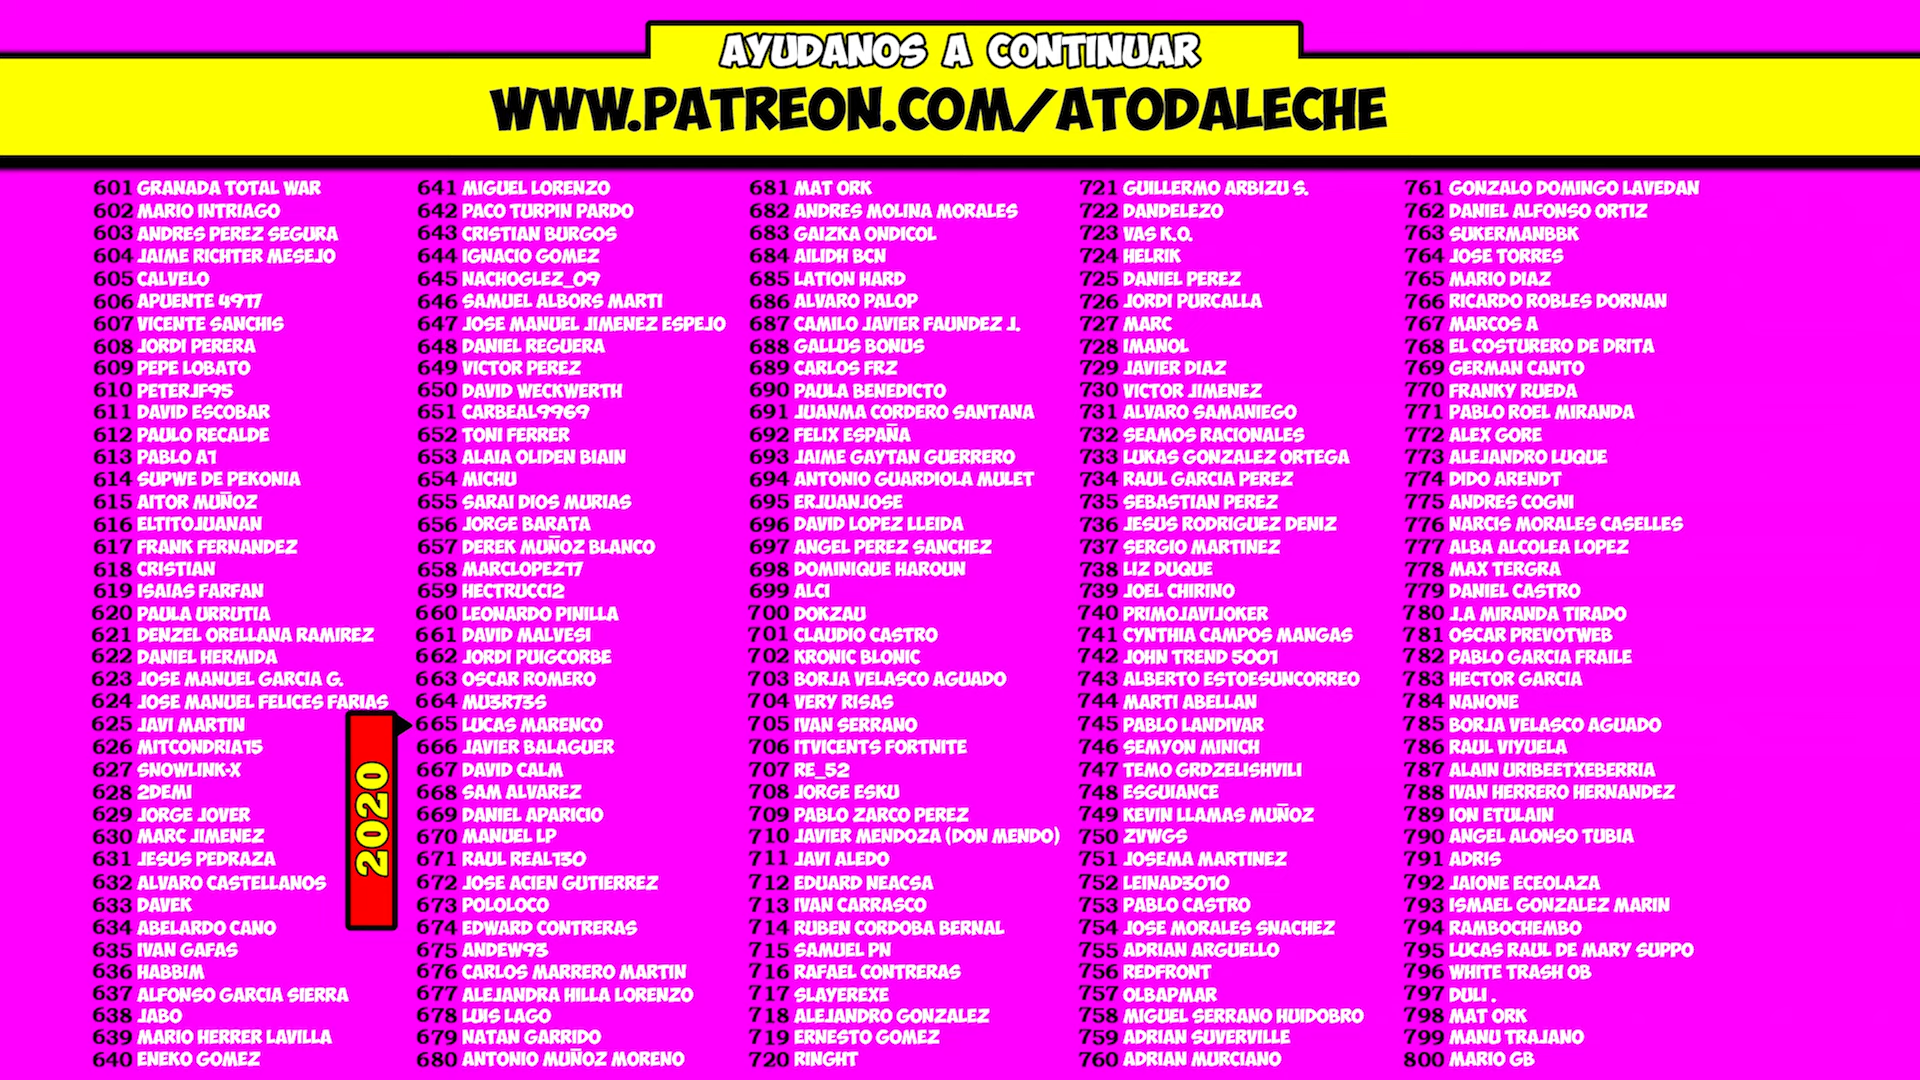 AYUDANOS A CONTINUAR
WWW.PATREON.COM/ATODALECHE
601 GRANADA TOTAL WAR
602 MARIO INTRIAGO
603 ANDRES PEREZ SEGURA
604 JAIME RICHTER MESEJO
605 CALVELO
606 APUENTE 4917
607 VICENTE SANCHIS
608 JORDI PERERA
609 PEPE LOBATO
610 PETERJF95
611 DAVID ESCOBAR
612 PAULO RECALDE
613 PABLO A1
614 SUPWE DE PEKONIA
615 AITOR MUÑOZ
616 ELTITOJUANAN
617 FRANK FERNANDEZ
618 CRISTIAN
619 ISAIAS FARFAN
620 PAULA URRUTIA
621 DENZEL ORELLANA RAMIREZ
622 DANIEL HERMIDA
623 JOSE MANUEL GARCIA G.
624 JOSE MANUEL FELICES FARIAS
625 JAVI MARTIN
626 MITCONDRIA15
627 SNOWLINK-X
628 2DEMI
629 JORGE JOVER
630 MARC JIMENEZ
631 JESUS PEDRAZA
632 ALVARO CASTELLANOS
633 DAVEK
634 ABELARDO CANO
635 IVAN GAFAS
636 HABBIM
637 ALFONSO GARCIA SIERRA
638 JABO
639 MARIO HERRER LAVILLA
640 ENEKO GOMEZ
2020
641 MIGUEL LORENZO
642 PACO TURPIN PARDO
643 CRISTIAN BURGOS
644 IGNACIO GOMEZ
645 NACHOGLEZ_09
646 SAMUEL ALBORS MARTI
647 JOSE MANUEL JIMENEZ ESPEJO
648 DANIEL REGUERA
649 VICTOR PEREZ
650 DAVID WECKWERTH
651 CARBEAL9969
652 TONI FERRER
653 ALAIA OLIDEN BIAIN
654 MICHU
655 SARAI DIOS MURIAS
656 JORGE BARATA
657 DEREK MUÑOZ BLANCO
658 MARCLOPEZ17
659 HECTRUCCI2
660 LEONARDO PINILLA
661 DAVID MALVESI
662 JORDI PUIGCORBE
663 OSCAR ROMERO
664 MU3R73S
665 LUCAS MARENCO
666 JAVIER BALAGUER
667 DAVID CALM
668 SAM ALVAREZ
669 DANIEL APARICIO
670 MANUEL LP
671 RAUL REAL130
672 JOSE ACIEN GUTIERREZ
673 POLOLOCO
674 EDWARD CONTRERAS
675 ANDEW93
676 CARLOS MARRERO MARTIN
677 ALEJANDRA HILLA LORENZO
678 LUIS LAGO
679 NATAN GARRIDO
680 ANTONIO MUÑOZ MORENO
681 MAT ORK
682 ANDRES MOLINA MORALES
683 GAIZKA ONDICOL
684 AILIDH BCN
685 LATION HARD
686 ALVARO PALOP
687 CAMILO JAVIER FAUNDEZ J.
688 GALLUS BONUS
689 CARLOS FRZ
690 PAULA BENEDICTO
691 JUANMA CORDERO SANTANA
692 FELIX ESPAÑA
693 JAIME GAYTAN GUERRERO
694 ANTONIO GUARDIOLA MULET
695 ERJUANJOSE
696 DAVID LOPEZ LLEIDA
697 ANGEL PEREZ SANCHEZ
698 DOMINIQUE HAROUN
699 ALCI
700 DOKZAU
701 CLAUDIO CASTRO
702 KRONIC BLONIC
703 BORJA VELASCO AGUADO
704 VERY RISAS
705 IVAN SERRANO
706 ITVICENTS FORTNITE
707 RE_52
708 JORGE ESKU
709 PABLO ZARCO PEREZ
710 JAVIER MENDOZA (DON MENDO)
711 JAVI ALEDO
712 EDUARD NEACSA
713 IVAN CARRASCO
714 RUBEN CORDOBA BERNAL
715 SAMUEL PN
716 RAFAEL CONTRERAS
717 SLAYEREXE
718 ALEJANDRO GONZALEZ
719 ERNESTO GOMEZ
720 RINGHT
721 GUILLERMO ARBIZU S.
722 DANDELEZO
723 VAS K.O.
724 HELRIK
725 DANIEL PEREZ
726 JORDI PURCALLA
727 MARC
728 IMANOL
729 JAVIER DIAZ
730 VICTOR JIMENEZ
731 ALVARO SAMANIEGO
732 SEAMOS RACIONALES
733 LUKAS GONZALEZ ORTEGA
734 RAUL GARCIA PEREZ
735 SEBASTIAN PEREZ
736 JESUS RODRIGUEZ DENIZ
737 SERGIO MARTINEZ
738 LIZ DUQUE
739 JOEL CHIRINO
740 PRIMOJAVIJOKER
741 CYNTHIA CAMPOS MANGAS
742 JOHN TREND 5001
743 ALBERTO ESTOESUNCORREO
744 MARTI ABELLAN
745 PABLO LANDIVAR
746 SEMYON MINICH
747 TEMO GRDZELISHVILI
748 ESGUIANCE
749 KEVIN LLAMAS MUÑOZ
750 ZVWGS
751 JOSEMA MARTINEZ
752 LEINAD3010
753 PABLO CASTRO
754 JOSE MORALES SNACHEZ
755 ADRIAN ARGUELLO
756 REDFRONT
757 OLBAPMAR
758 MIGUEL SERRANO HUIDOBRO
759 ADRIAN SUVERVILLE
760 ADRIAN MURCIANO
761 GONZALO DOMINGO LAVEDAN
762 DANIEL ALFONSO ORTIZ
763 SUKERMANBBK
764 JOSE TORRES
765 MARIO DIAZ
766 RICARDO ROBLES DORNAN
767 MARCOS A
768 EL COSTURERO DE DRITA
769 GERMAN CANTO
770 FRANKY RUEDA
771 PABLO ROEL MIRANDA
772 ALEX GORE
773 ALEJANDRO LUQUE
774 DIDO ARENDT
775 ANDRES COGNI
776 NARCIS MORALES CASELLES
777 ALBA ALCOLEA LOPEZ
778 MAX TERGRA
779 DANIEL CASTRO
780 J.A MIRANDA TIRADO
781 OSCAR PREVOTWEB
782 PABLO GARCIA FRAILE
783 HECTOR GARCIA
784 NANONE
785 BORJA VELASCO AGUADO
786 RAUL VIYUELA
787 ALAIN URIBEETXEBERRIA
788 IVAN HERRERO HERNANDEZ
789 ION ETULAIN
790 ANGEL ALONSO TUBIA
791 ADRIS
792 JAIONE ECEOLAZA
793 ISMAEL GONZALEZ MARIN
794 RAMBOCHEMBO
795 LUCAS RAUL DE MARY SUPPO
796 WHITE TRASH OB
797 DULI .
798 MAT ORK
799 MANU TRAJANO
800 MARIO GB